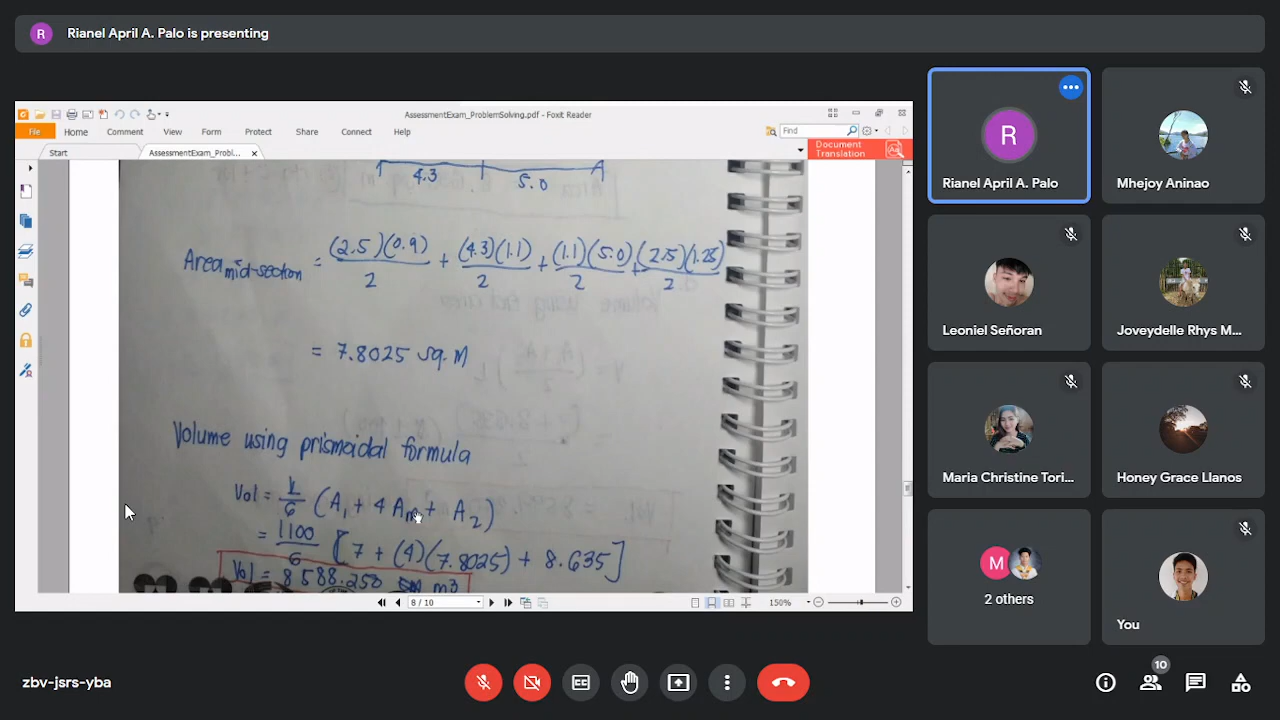 R
Rianel April A. Palo is presenting
AssessmentExam_ProblemSolving.pdf - Foxit Reader
File Home Comment View Form Protect Share Connect Help
Find
Start
AssessmentExam_Probl...
Document Translation
4.3 5.0
Area mid-section = (2.5)(0.9)/2 + (4.3)(1.1)/2 + (1.1)(5.0)/2 + (2.5)(1.25)/2
= 7.8025 sq.m
Volume using prismoidal formula
Vol = L/6 (A1 + 4 Am + A2)
= 1100/6 [7 + (4)(7.8025) + 8.635]
Vol = 8588.250 m3
8 / 10
150%
R
Rianel April A. Palo
Mhejoy Aninao
Leoniel Señoran
Joveydelle Rhys M...
Maria Christine Tori...
Honey Grace Llanos
M
2 others
You
zbv-jsrs-yba
CC
10